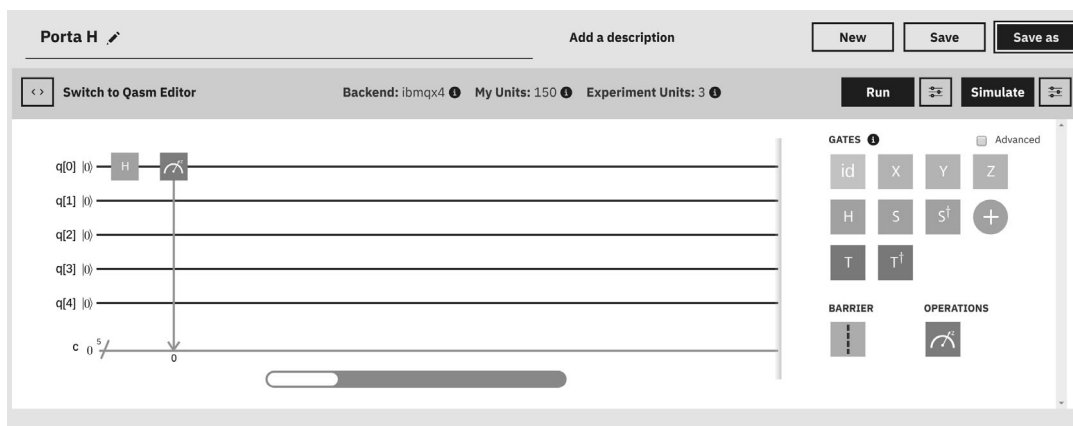 Porta H Add a description New Save Save as
<> Switch to Qasm Editor Backend: ibmqx4 My Units: 150 Experiment Units: 3 Run Simulate
GATES Advanced
q[0] |0⟩ H z
id X Y Z
q[1] |0⟩
H S S† +
q[2] |0⟩
q[3] |0⟩
T T†
q[4] |0⟩
BARRIER OPERATIONS
c 0 5
0
z